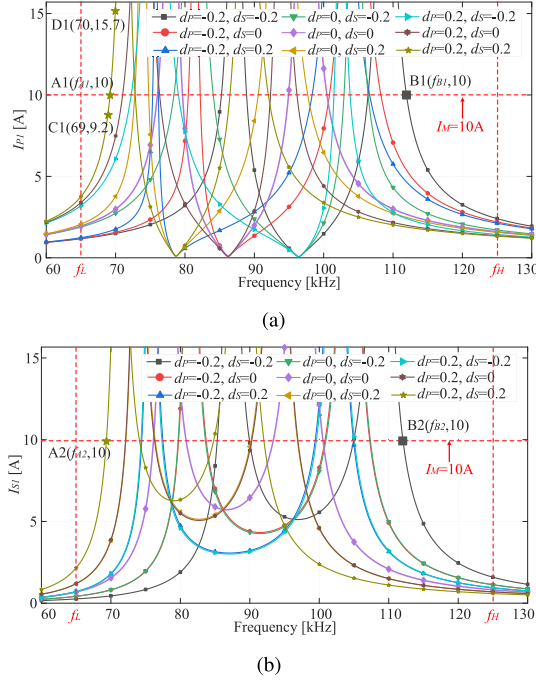 D1(70,15.7)
dP=-0.2, dS=-0.2 dP=0, dS=-0.2 dP=0.2, dS=-0.2
dP=-0.2, dS=0 dP=0, dS=0 dP=0.2, dS=0
dP=-0.2, dS=0.2 dP=0, dS=0.2 dP=0.2, dS=0.2
A1(fA1,10)
B1(fB1,10)
C1(69,9.2)
IM=10A
IP1 [A]
15
10
5
0
60 70 80 90 100 110 120 130
fL Frequency [kHz] fH
(a)
dP=-0.2, dS=-0.2 dP=0, dS=-0.2 dP=0.2, dS=-0.2
dP=-0.2, dS=0 dP=0, dS=0 dP=0.2, dS=0
dP=-0.2, dS=0.2 dP=0, dS=0.2 dP=0.2, dS=0.2
A2(fA2,10)
B2(fB2,10)
IM=10A
IS1 [A]
15
10
5
0
60 70 80 90 100 110 120 130
fL Frequency [kHz] fH
(b)